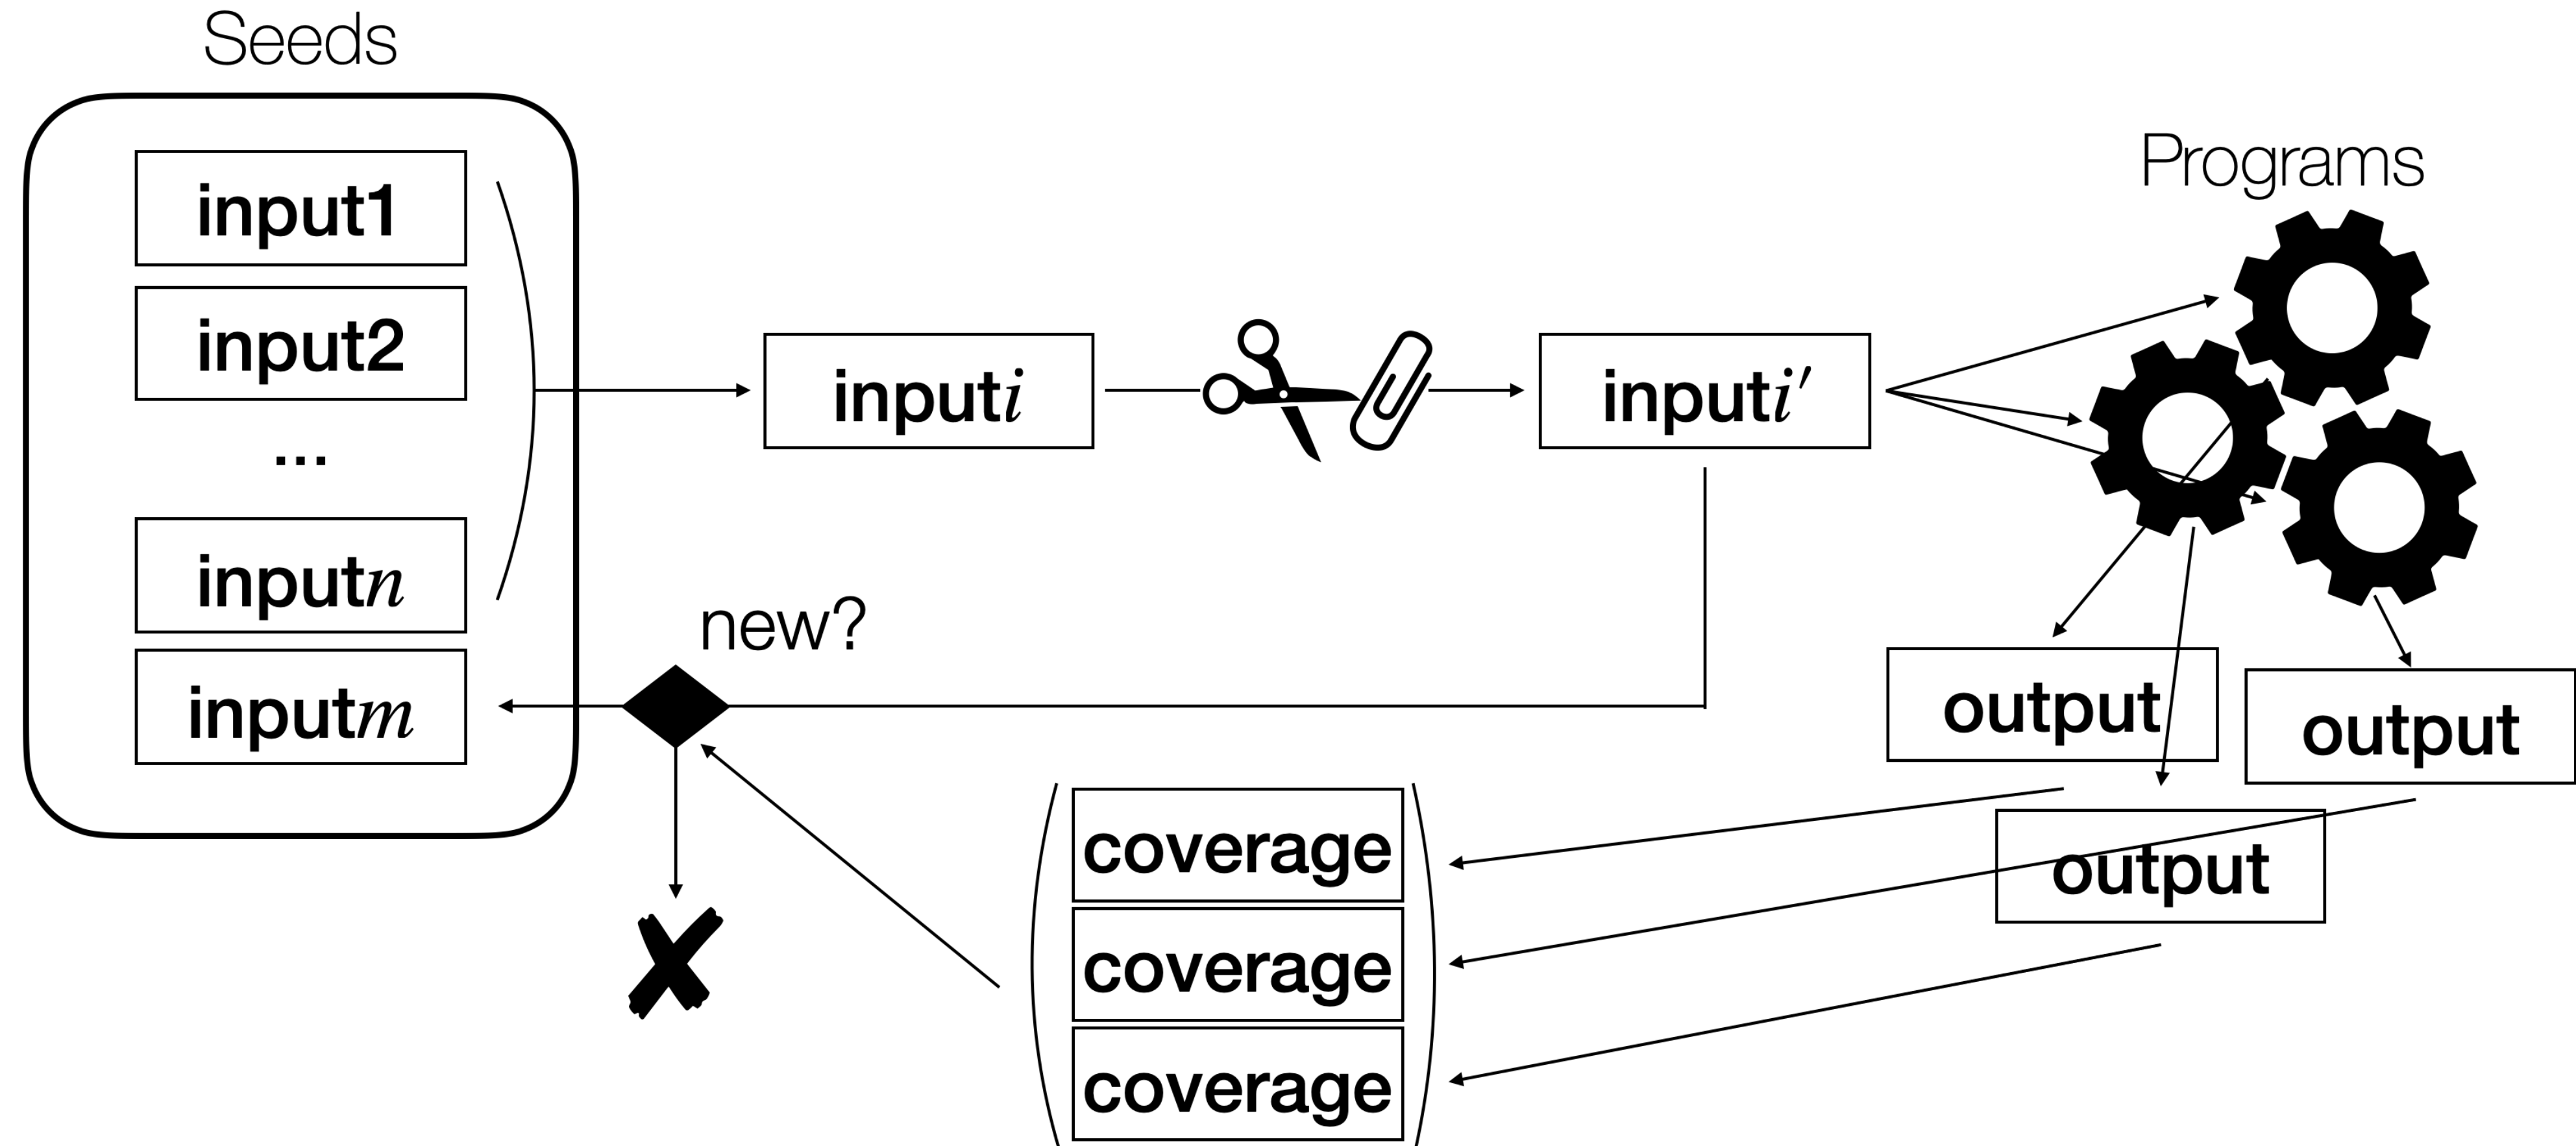 Seeds
input1
input2
...
inputn
inputm
inputi
inputi′
Programs
new?
output
output
output
coverage
coverage
coverage